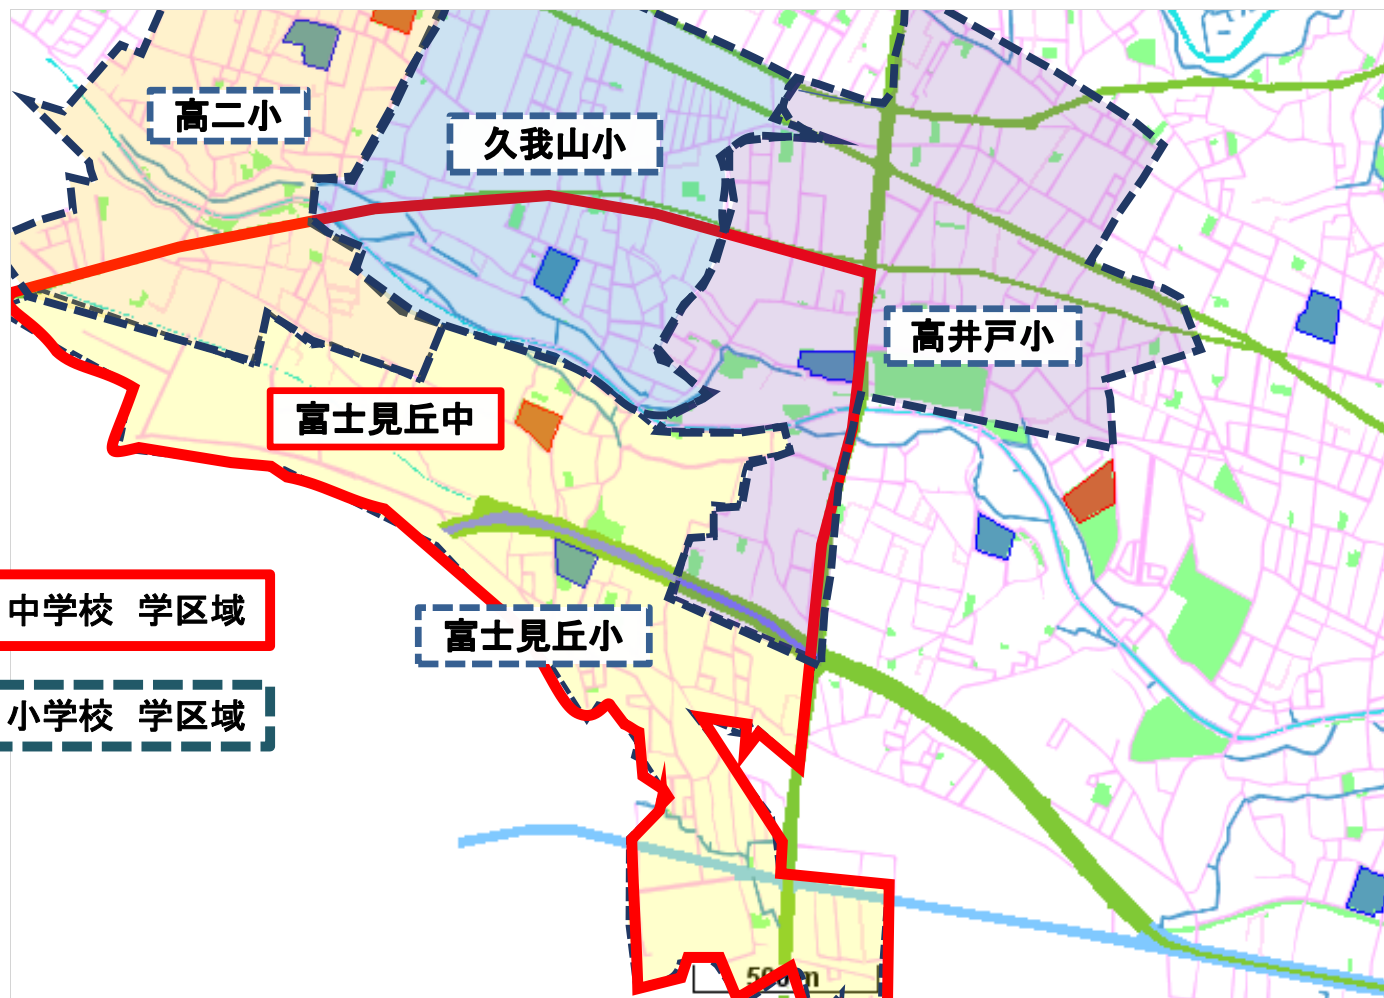 高二小
久我山小
高井戸小
富士見丘中
中学校　学区域
富士見丘小
小学校　学区域